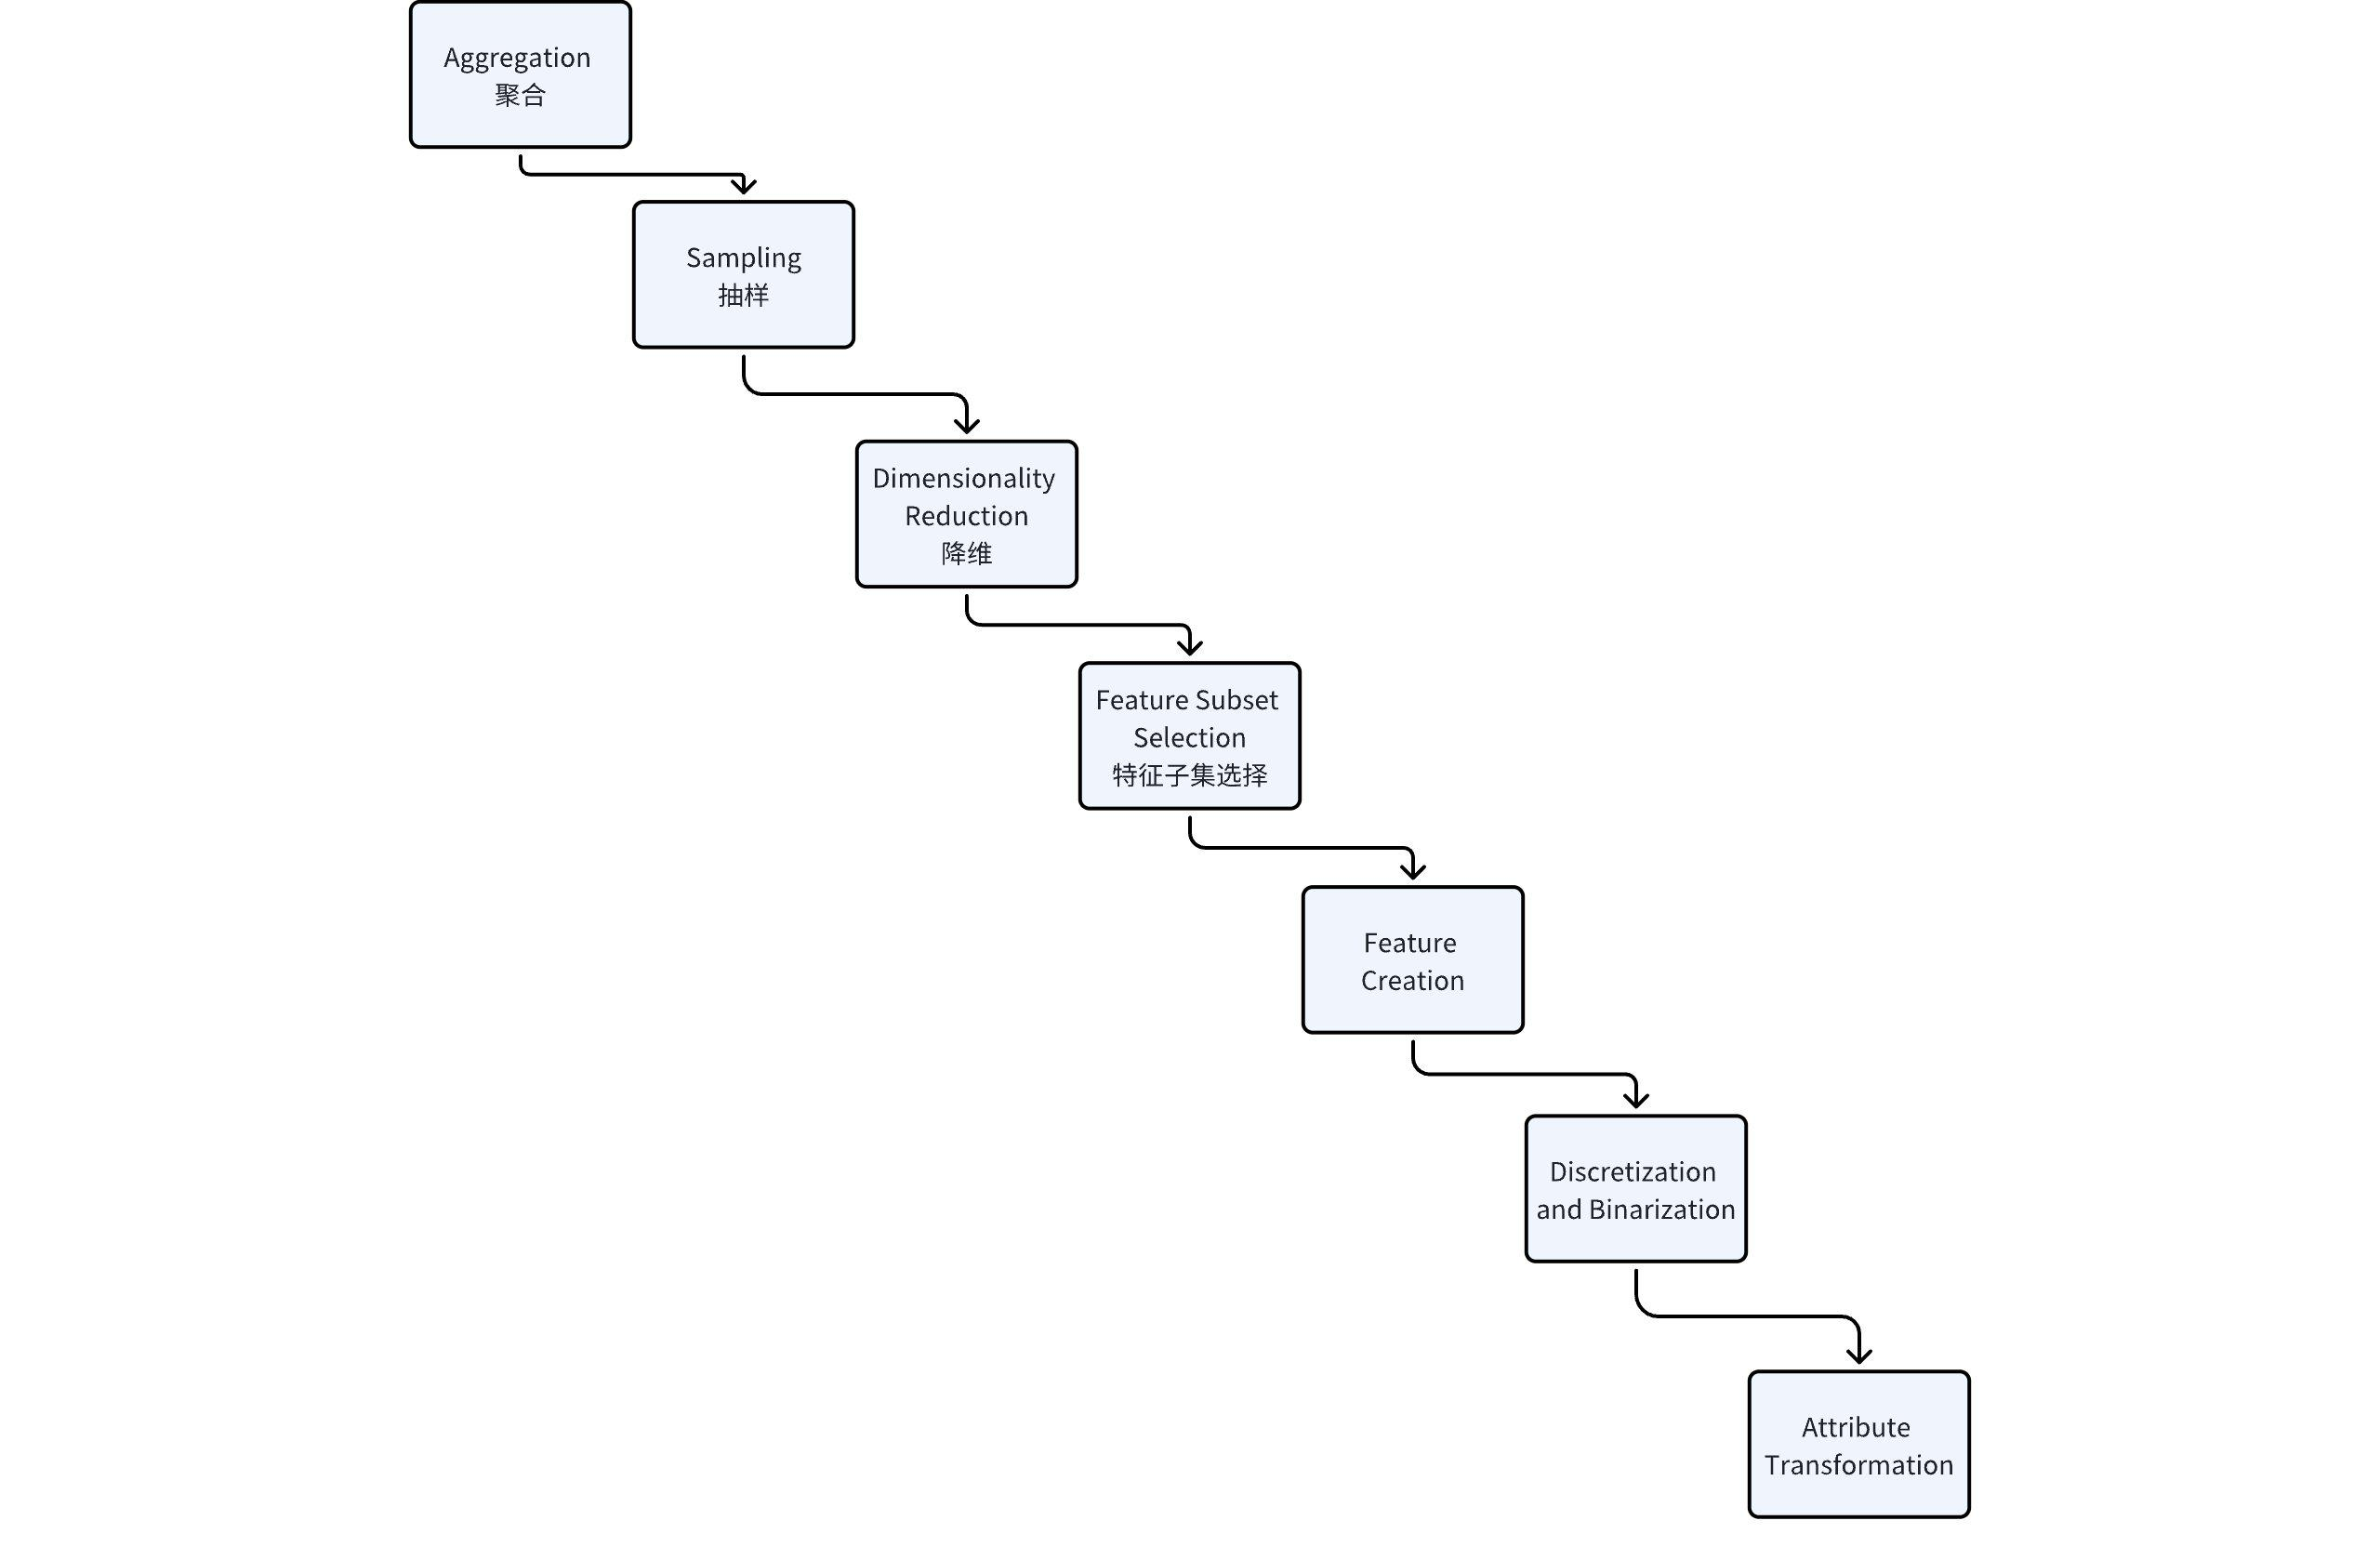 Aggregation
聚合
Sampling
抽样
Dimensionality
Reduction
降维
Feature Subset
Selection
特征子集选择
Feature
Creation
Discretization
and Binarization
Attribute
Transformation